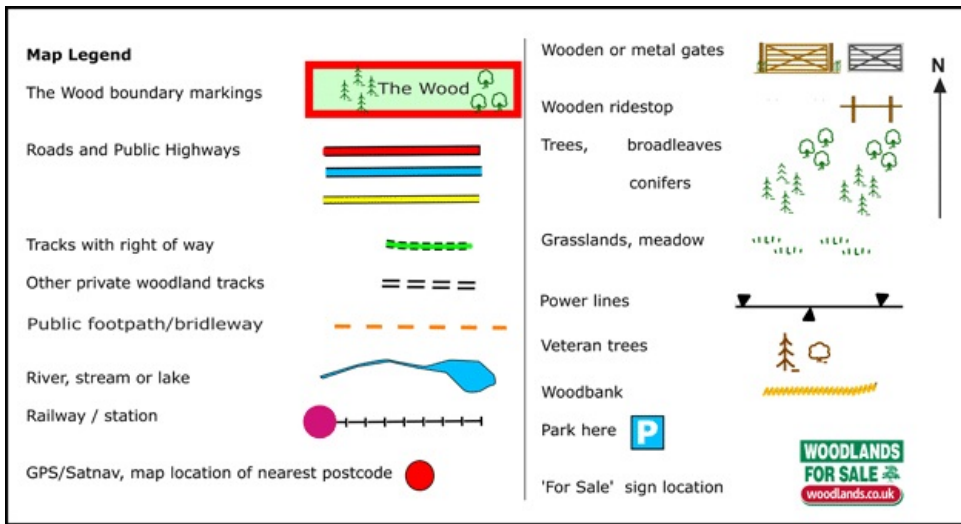 Map Legend
The Wood boundary markings
The Wood
Roads and Public Highways
Tracks with right of way
Other private woodland tracks
Public footpath/bridleway
River, stream or lake
Railway / station
GPS/Satnav, map location of nearest postcode
Wooden or metal gates
N
Wooden ridestop
Trees, broadleaves
conifers
Grasslands, meadow
Power lines
Veteran trees
Woodbank
Park here P
'For Sale' sign location
WOODLANDS
FOR SALE
woodlands.co.uk